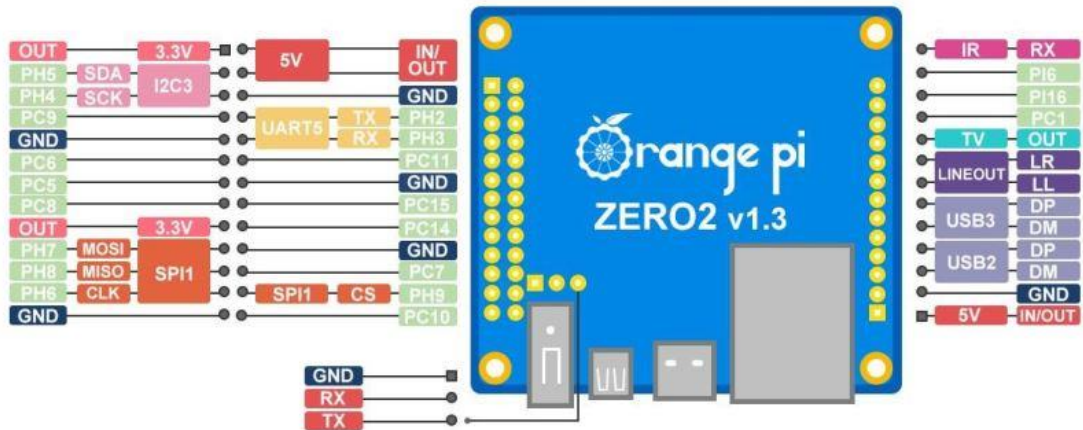 OUT 3.3V 5V IN/OUT IR RX
PH5 SDA I2C3 PI6
PH4 SCK GND PI16
PC9 UART5 TX PH2 PC1
GND RX PH3 TV OUT
PC6 PC11 LINEOUT LR
PC5 GND LL
PC8 PC15 USB3 DP
OUT 3.3V PC14 DM
PH7 MOSI SPI1 GND USB2 DP
PH8 MISO PC7 DM
PH6 CLK SPI1 CS PH9 GND
GND PC10 5V IN/OUT
Orange pi
ZERO2 v1.3
GND
RX
TX